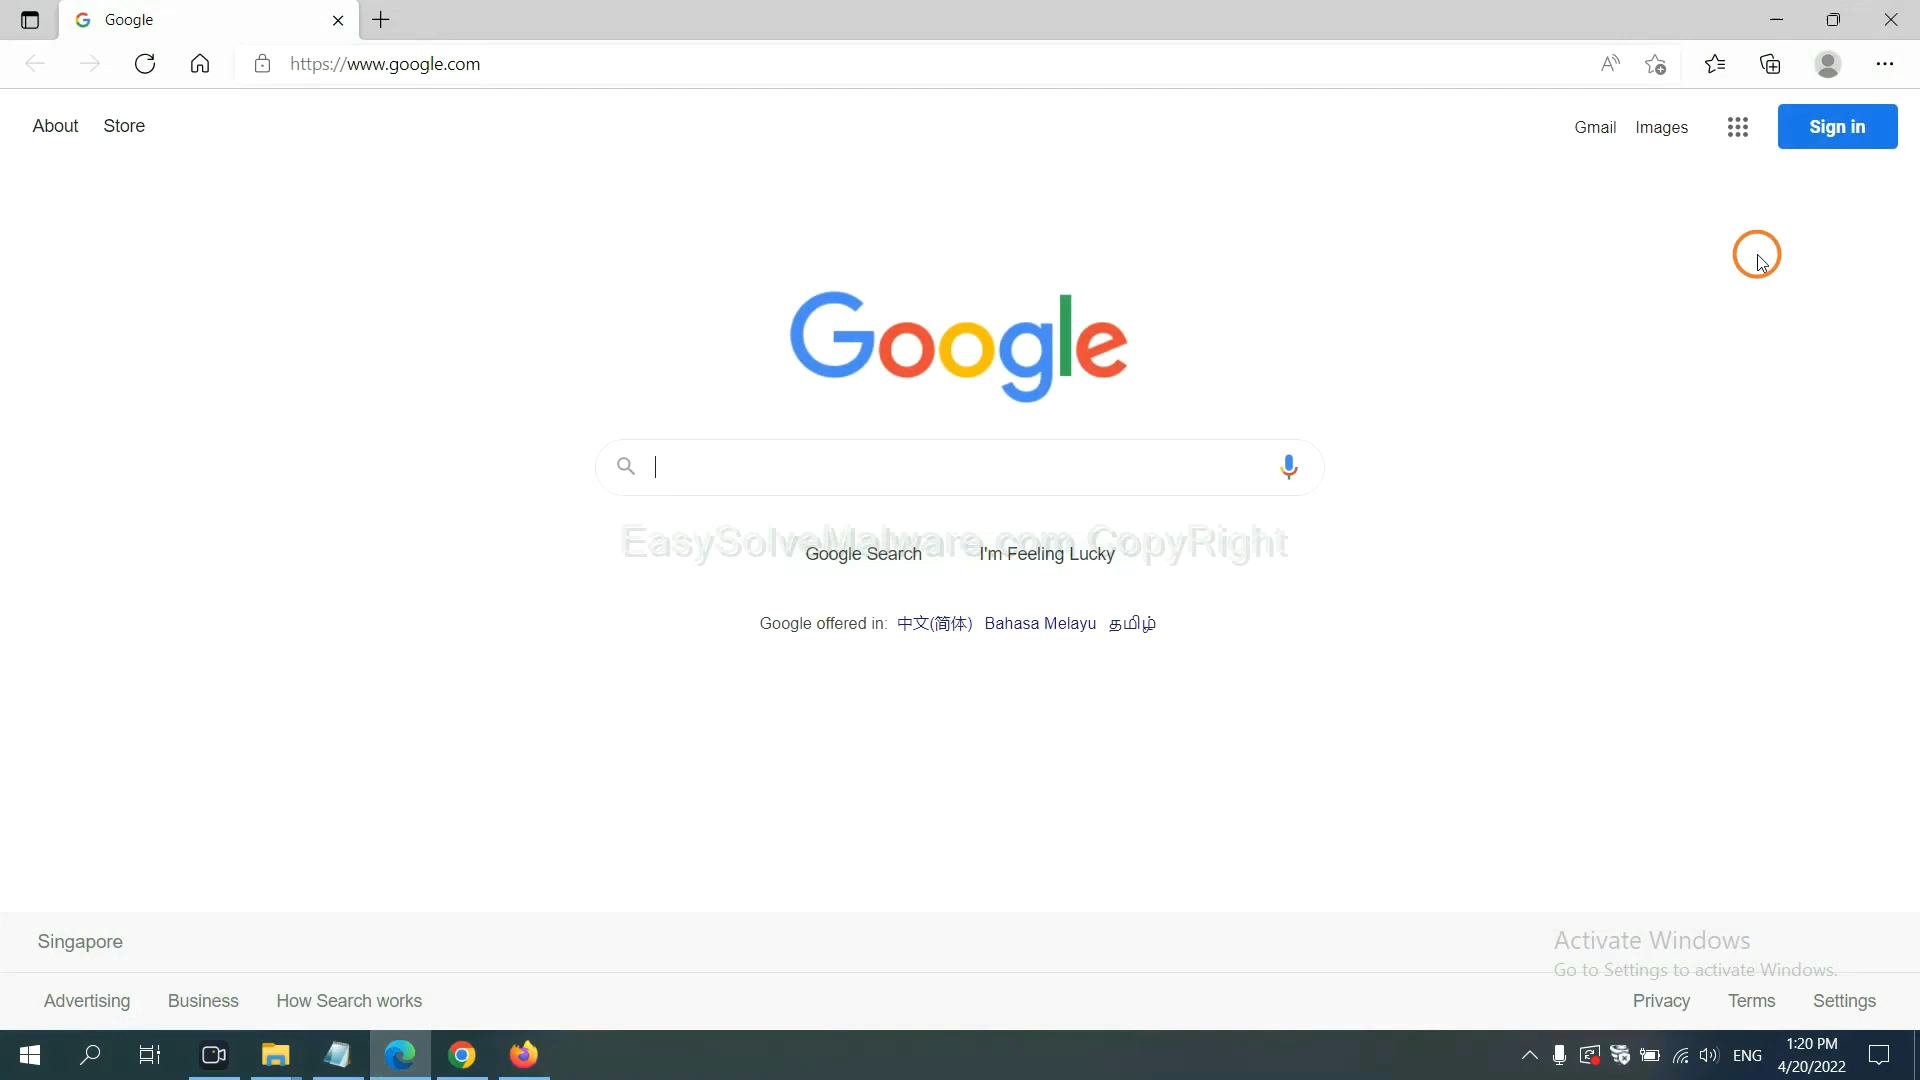 Google
https://www.google.com
About Store
Gmail Images Sign in
Google
EasySolveMalware.com CopyRight
Google Search I'm Feeling Lucky
Google offered in: 中文(简体) Bahasa Melayu தமிழ்
Singapore
Activate Windows
Go to Settings to activate Windows.
Advertising Business How Search works
Privacy Terms Settings
ENG
1:20 PM
4/20/2022